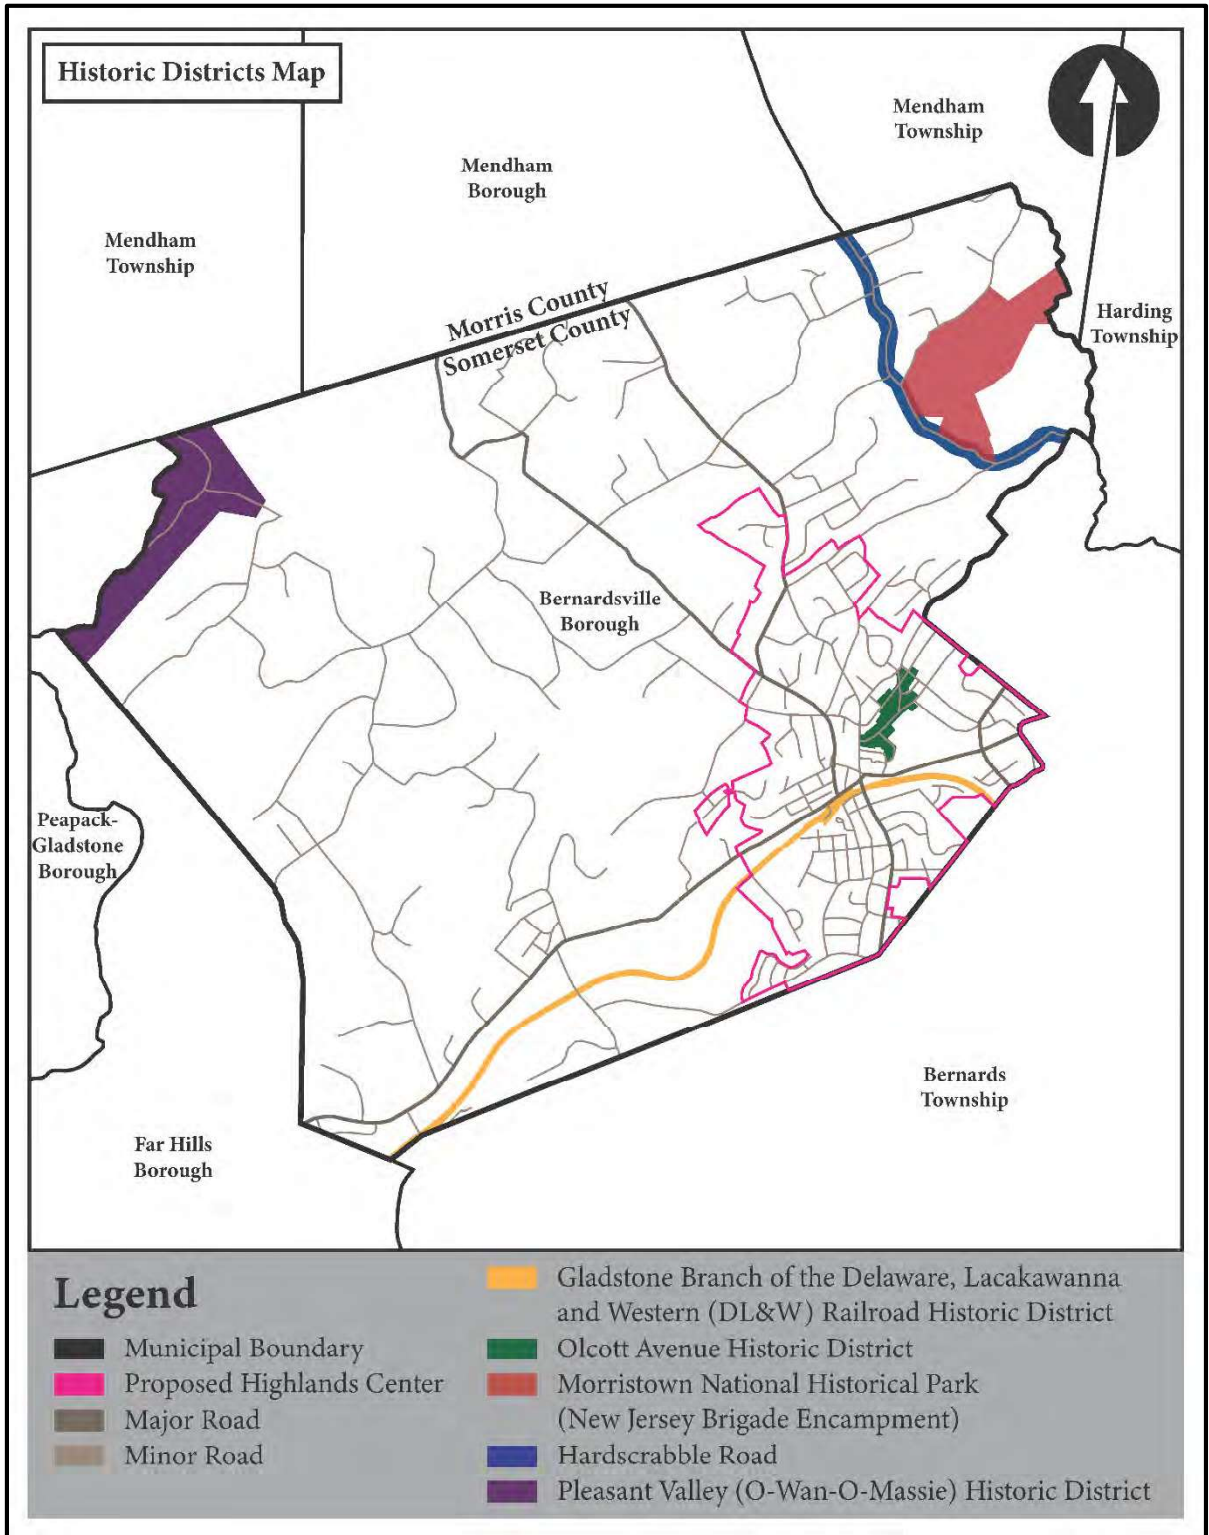 Historic Districts Map
Mendham
Township
Mendham
Borough
Mendham
Township
Morris County
Somerset County
Harding
Township
Bernardsville
Borough
Peapack-
Gladstone
Borough
Bernards
Township
Far Hills
Borough
Legend
Municipal Boundary
Proposed Highlands Center
Major Road
Minor Road
Gladstone Branch of the Delaware, Lacakawanna
and Western (DL&W) Railroad Historic District
Olcott Avenue Historic District
Morristown National Historical Park
(New Jersey Brigade Encampment)
Hardscrabble Road
Pleasant Valley (O-Wan-O-Massie) Historic District